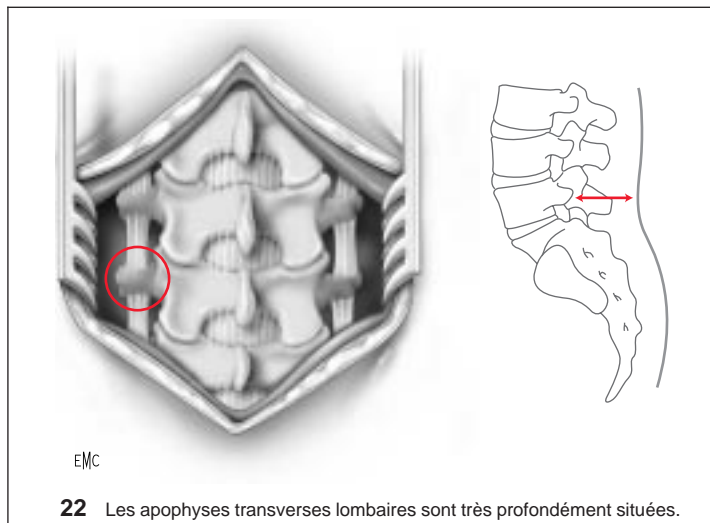 EMC
22 Les apophyses transverses lombaires sont très profondément situées.